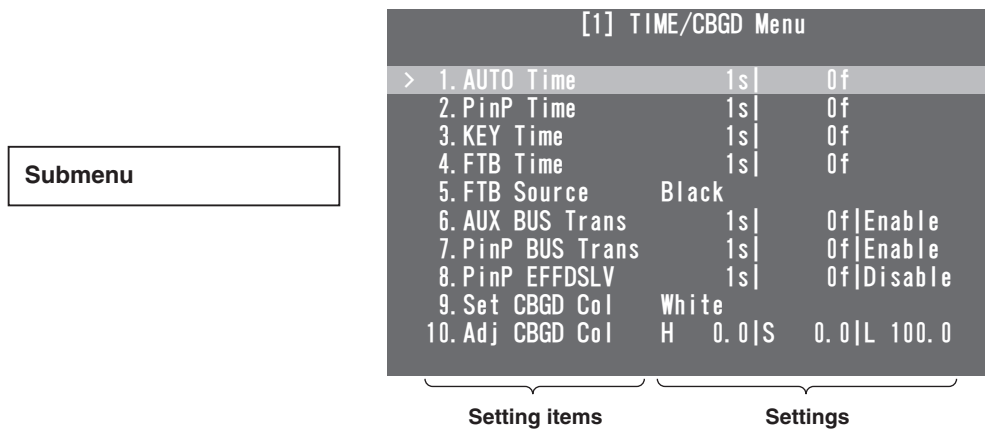 [1] TIME/CBGD Menu
> 1.AUTO Time 1s| 0f
2.PinP Time 1s| 0f
3.KEY Time 1s| 0f
4.FTB Time 1s| 0f
Submenu
5.FTB Source Black
6.AUX BUS Trans 1s| 0f|Enable
7.PinP BUS Trans 1s| 0f|Enable
8.PinP EFFDSLV 1s| 0f|Disable
9.Set CBGD Col White
10.Adj CBGD Col H 0.0|S 0.0|L 100.0
Setting items Settings